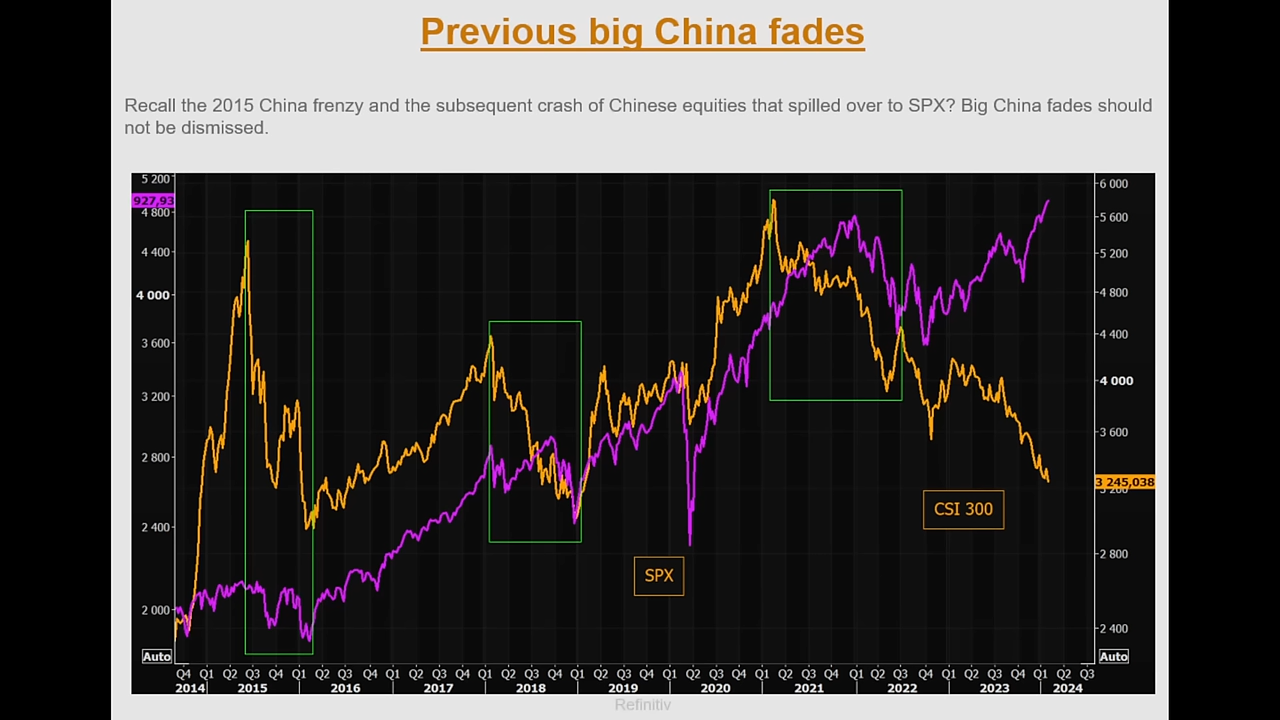 Previous big China fades
Recall the 2015 China frenzy and the subsequent crash of Chinese equities that spilled over to SPX? Big China fades should
not be dismissed.
5 200
927,93
4 800
4 400
4 000
3 600
3 200
2 800
2 400
2 000
Auto
6 000
5 600
5 200
4 800
4 400
4 000
3 600
3 245,038
3 200
2 800
2 400
Auto
CSI 300
SPX
Q4 Q1 Q2 Q3 Q4 Q1 Q2 Q3 Q4 Q1 Q2 Q3 Q4 Q1 Q2 Q3 Q4 Q1 Q2 Q3 Q4 Q1 Q2 Q3 Q4 Q1 Q2 Q3 Q4 Q1 Q2 Q3 Q4 Q1 Q2 Q3 Q4 Q1 Q2 Q3
2014 2015 2016 2017 2018 2019 2020 2021 2022 2023 2024
Refinitiv